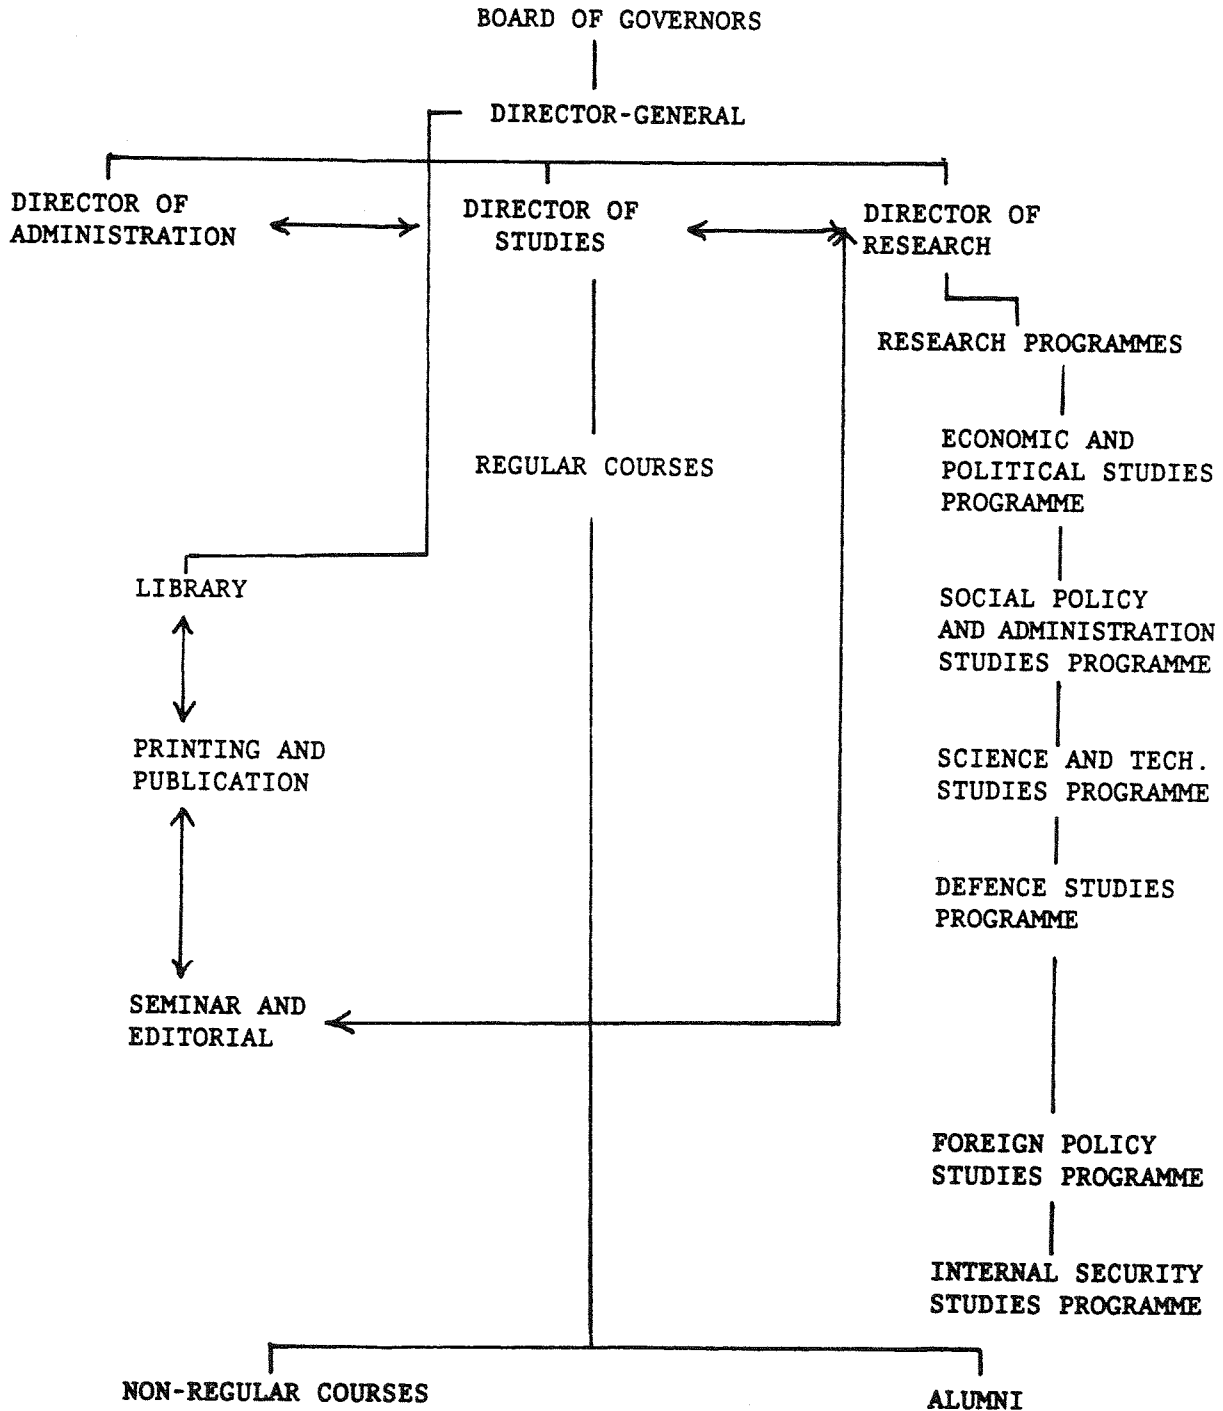 BOARD OF GOVERNORS
DIRECTOR-GENERAL
DIRECTOR OF
ADMINISTRATION
DIRECTOR OF
STUDIES
DIRECTOR OF
RESEARCH
RESEARCH PROGRAMMES
ECONOMIC AND
POLITICAL STUDIES
PROGRAMME
REGULAR COURSES
LIBRARY
SOCIAL POLICY
AND ADMINISTRATION
STUDIES PROGRAMME
PRINTING AND
PUBLICATION
SCIENCE AND TECH.
STUDIES PROGRAMME
DEFENCE STUDIES
PROGRAMME
SEMINAR AND
EDITORIAL
FOREIGN POLICY
STUDIES PROGRAMME
INTERNAL SECURITY
STUDIES PROGRAMME
NON-REGULAR COURSES
ALUMNI